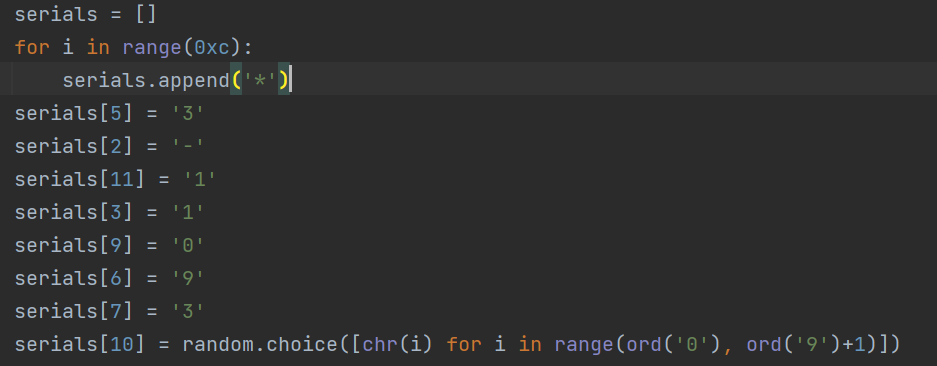 serials = []
for i in range(0xc):
    serials.append('*')
serials[5] = '3'
serials[2] = '-'
serials[11] = '1'
serials[3] = '1'
serials[9] = '0'
serials[6] = '9'
serials[7] = '3'
serials[10] = random.choice([chr(i) for i in range(ord('0'), ord('9')+1)])